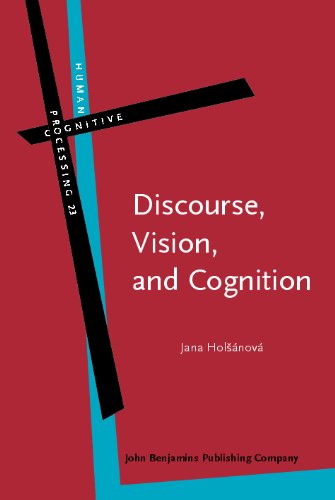 HUMAN
COGNITIVE
PROCESSING 23
Discourse,
Vision,
and Cognition
Jana Holšánová
John Benjamins Publishing Company